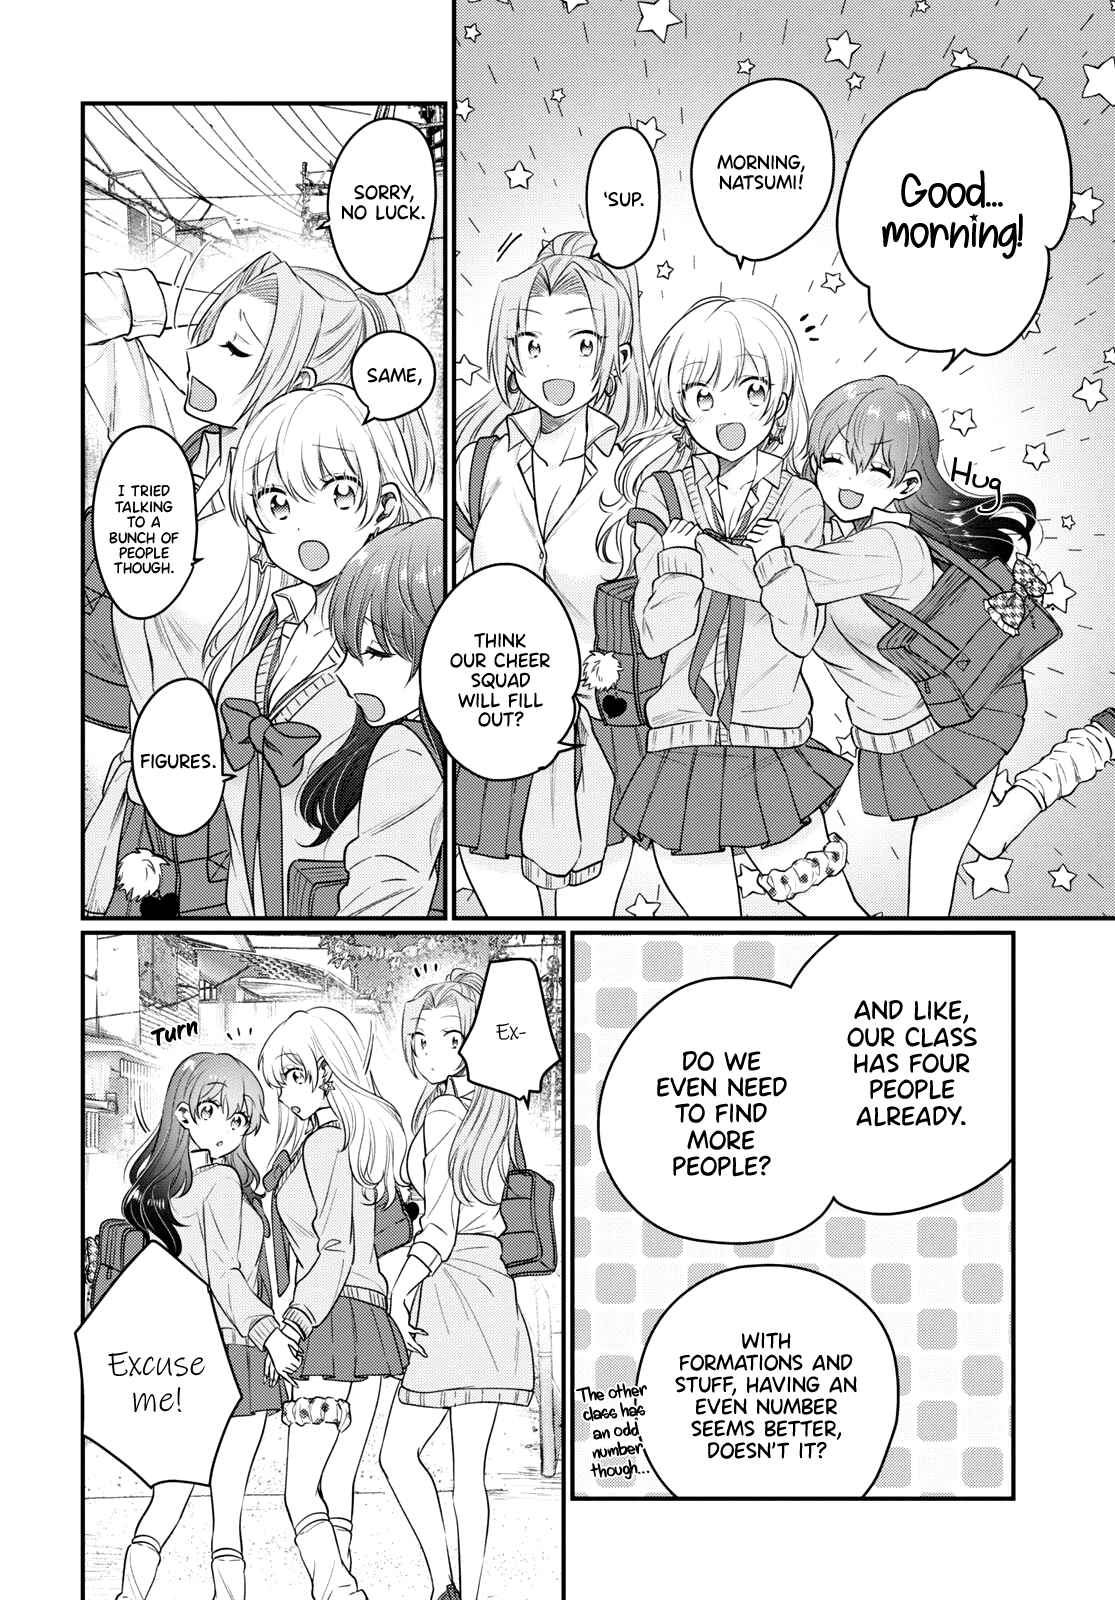 Good...
morning!
MORNING,
NATSUMI!
'SUP.
Hug
THINK
OUR CHEER
SQUAD
WILL FILL
OUT?
SORRY,
NO LUCK.
SAME,
I TRIED
TALKING
TO A
BUNCH OF
PEOPLE
THOUGH.
FIGURES.
AND LIKE,
OUR CLASS
HAS FOUR
PEOPLE
ALREADY.
DO WE
EVEN NEED
TO FIND
MORE
PEOPLE?
WITH
FORMATIONS AND
STUFF, HAVING AN
EVEN NUMBER
SEEMS BETTER,
DOESN'T IT?
The other
class has
an odd
number
though...
Ex-
Turn
Excuse
me!